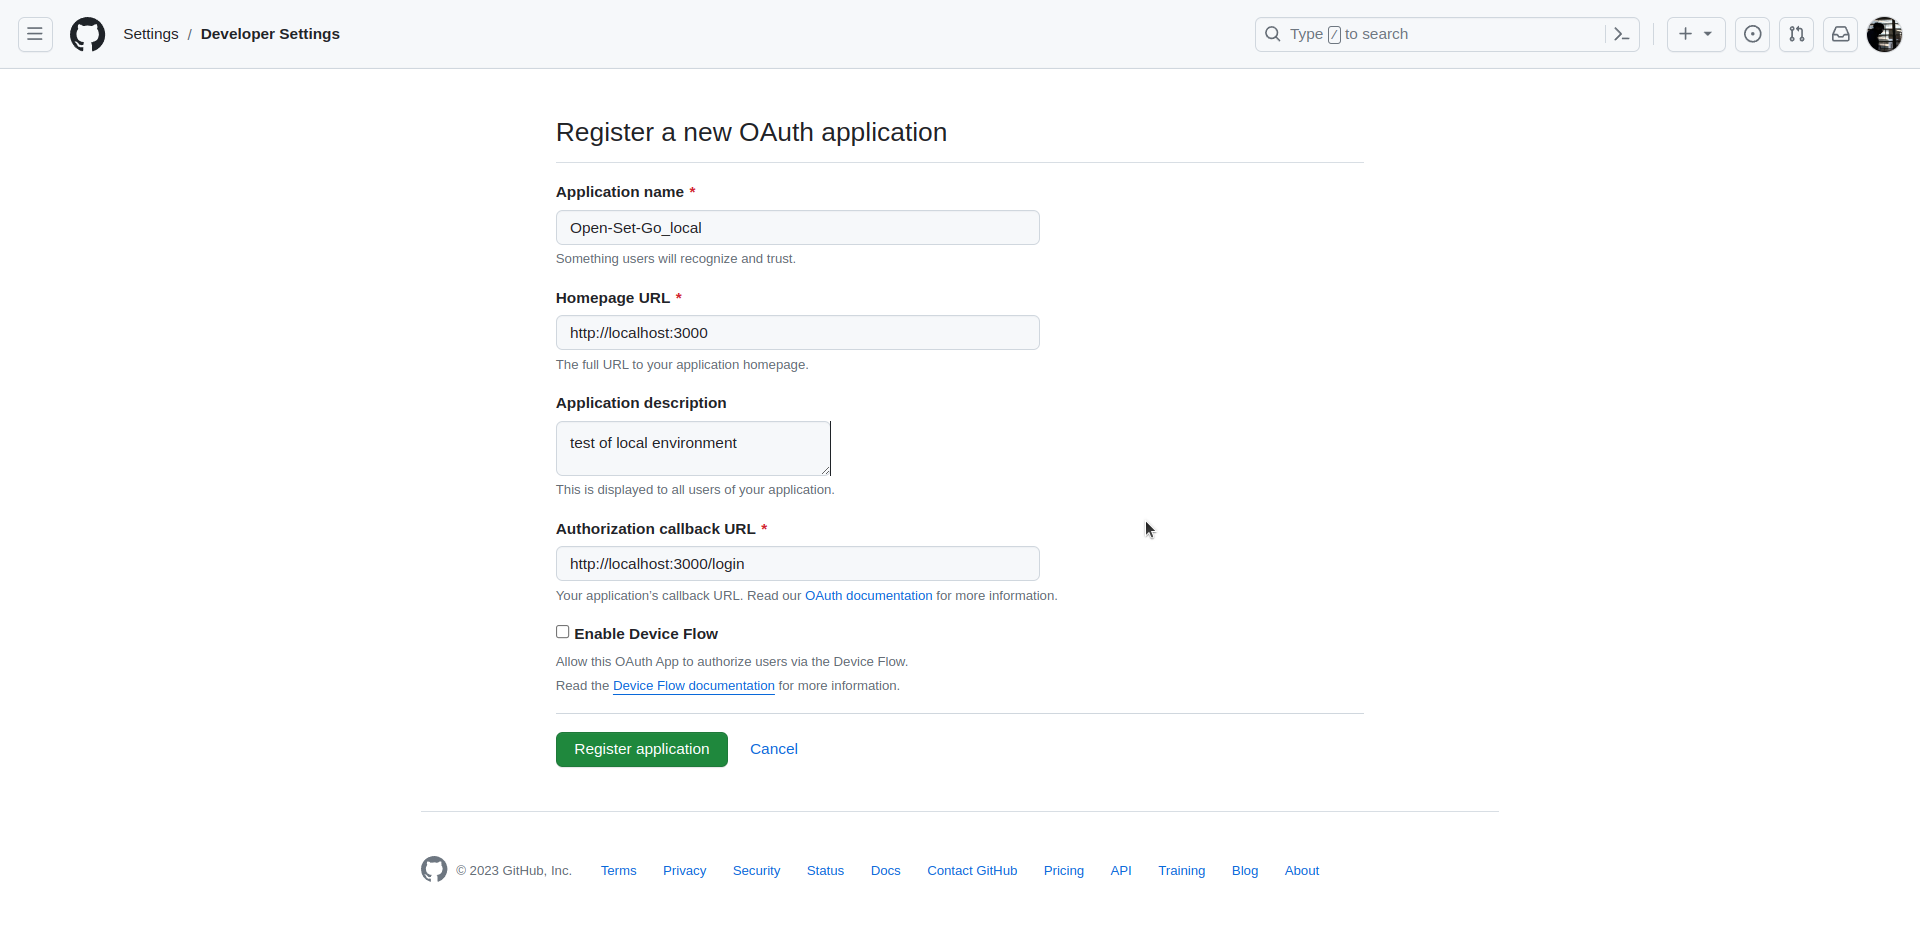 Settings / Developer Settings
Type / to search
Register a new OAuth application
Application name *
Open-Set-Go_local
Something users will recognize and trust.
Homepage URL *
http://localhost:3000
The full URL to your application homepage.
Application description
test of local environment
This is displayed to all users of your application.
Authorization callback URL *
http://localhost:3000/login
Your application's callback URL. Read our OAuth documentation for more information.
Enable Device Flow
Allow this OAuth App to authorize users via the Device Flow.
Read the Device Flow documentation for more information.
Register application Cancel
© 2023 GitHub, Inc. Terms Privacy Security Status Docs Contact GitHub Pricing API Training Blog About